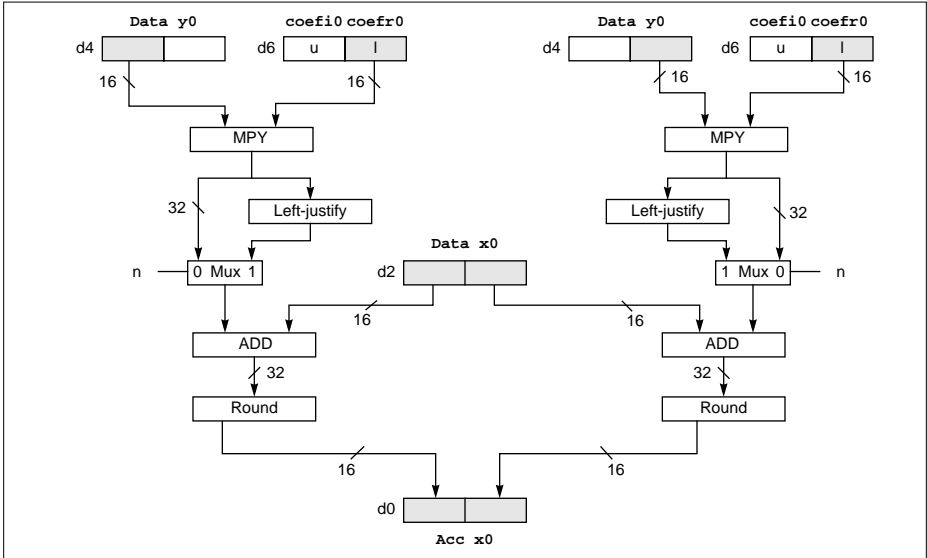 Data y0 coefi0 coefr0 Data y0 coefi0 coefr0
d4 d6 u l d4 d6 u l
16 16 16 16
MPY MPY
32 Left-justify Left-justify 32
Data x0
n 0 Mux 1 d2 1 Mux 0 n
16 16
ADD ADD
32 32
Round Round
16 16
d0
Acc x0